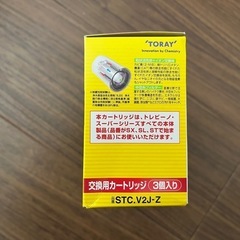 TORAY
Innovation by Chemistry
本カートリッジは、トレビーノ・
スーパーシリーズすべての本体
製品(品番がSX、SL、STで始ま
る商品)にお使いいただけます。
交換用カートリッジ 3個入り
STC.V2J-Z